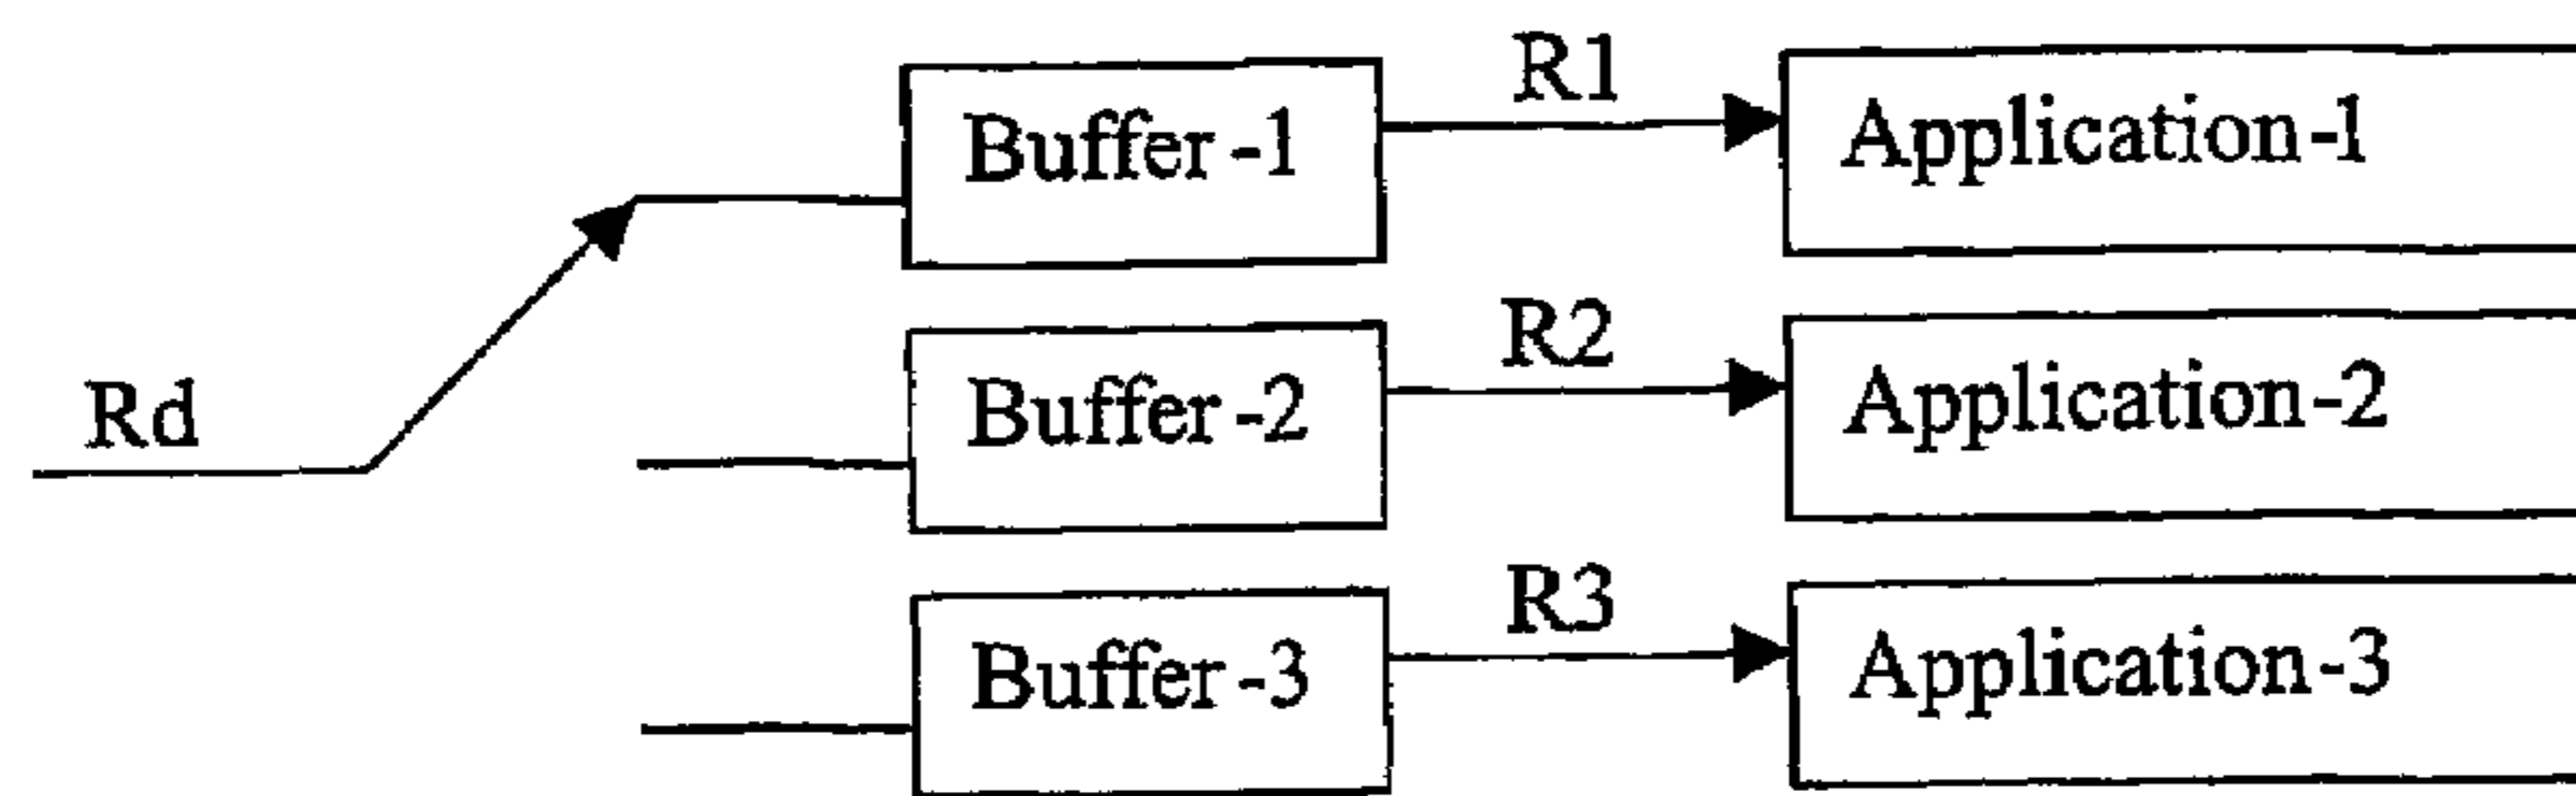 R1
Buffer-1
Application-1
R2
Rd
Buffer-2
Application-2
R3
Buffer-3
Application-3